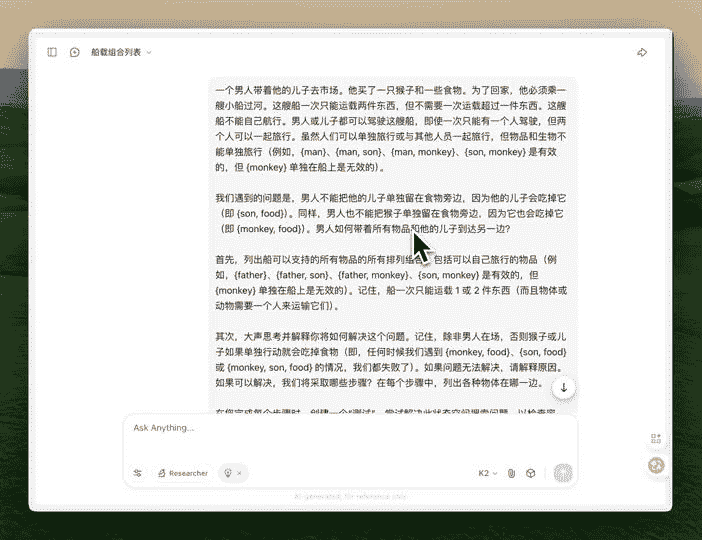 船载组合列表
一个男人带着他的儿子去市场。他买了一只猴子和一些食物。为了回家，他必须乘一
艘小船过河。这艘船一次只能运载两件东西，但不需要一次运载超过一件东西。这艘
船不能自己航行。男人或儿子都可以驾驶这艘船，即使一次只能有一个人驾驶，但两
个人可以一起旅行。虽然人们可以单独旅行或与其他人员一起旅行，但物品和生物不
能单独旅行（例如，{man}、{man, son}、{man, monkey}、{son, monkey} 是有效
的，但 {monkey} 单独在船上是无效的）。
我们遇到的问题是，男人不能把他的儿子单独留在食物旁边，因为他的儿子会吃掉它
（即 {son, food}）。同样，男人也不能把猴子单独留在食物旁边，因为它也会吃掉它
（即 {monkey, food}）。男人如何带着所有物品和他的儿子到达另一边？
首先，列出船可以支持的所有物品的所有排列组合，包括可以自己旅行的物品（例
如，{father}、{father, son}、{father, monkey}、{son, monkey} 是有效的，但
{monkey} 单独在船上是无效的）。记住，船一次只能运载 1 或 2 件东西（而且物体或
动物需要一个人来运输它们）。
其次，大声思考并解释你将如何解决这个问题。记住，除非男人在场，否则猴子或儿
子如果单独行动就会吃掉食物（即，任何时候我们遇到 {monkey, food}、{son, food}
或 {monkey, son, food} 的情况，我们都失败了）。如果问题无法解决，请解释原因。
如果可以解决，我们将采取哪些步骤？在每个步骤中，列出各种物体在哪一边。
Ask Anything...
Researcher
K2
AI-generated, for reference only